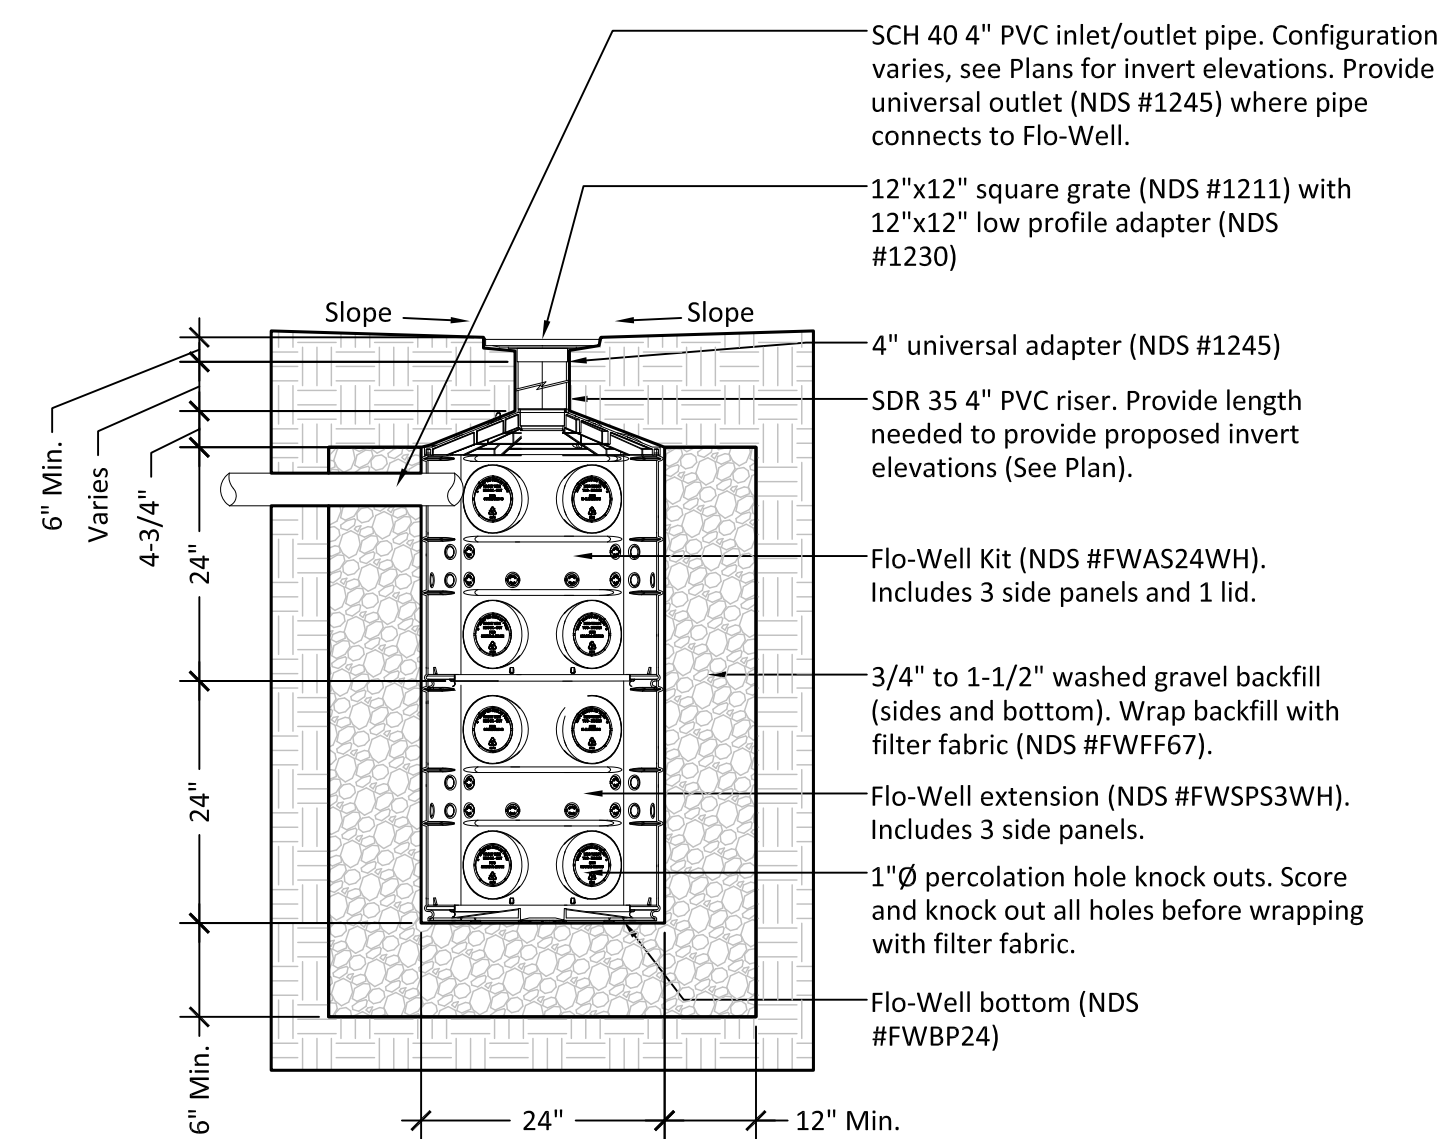 SCH 40 4" PVC inlet/outlet pipe. Configuration
varies, see Plans for invert elevations. Provide
universal outlet (NDS #1245) where pipe
connects to Flo-Well.
12"x12" square grate (NDS #1211) with
12"x12" low profile adapter (NDS
#1230)
Slope
Slope
4" universal adapter (NDS #1245)
SDR 35 4" PVC riser. Provide length
needed to provide proposed invert
elevations (See Plan).
6" Min.
Varies
4-3/4"
24"
Flo-Well Kit (NDS #FWAS24WH).
Includes 3 side panels and 1 lid.
3/4" to 1-1/2" washed gravel backfill
(sides and bottom). Wrap backfill with
filter fabric (NDS #FWFF67).
24"
Flo-Well extension (NDS #FWSPS3WH).
Includes 3 side panels.
1"Ø percolation hole knock outs. Score
and knock out all holes before wrapping
with filter fabric.
Flo-Well bottom (NDS
#FWBP24)
6" Min.
24"
12" Min.